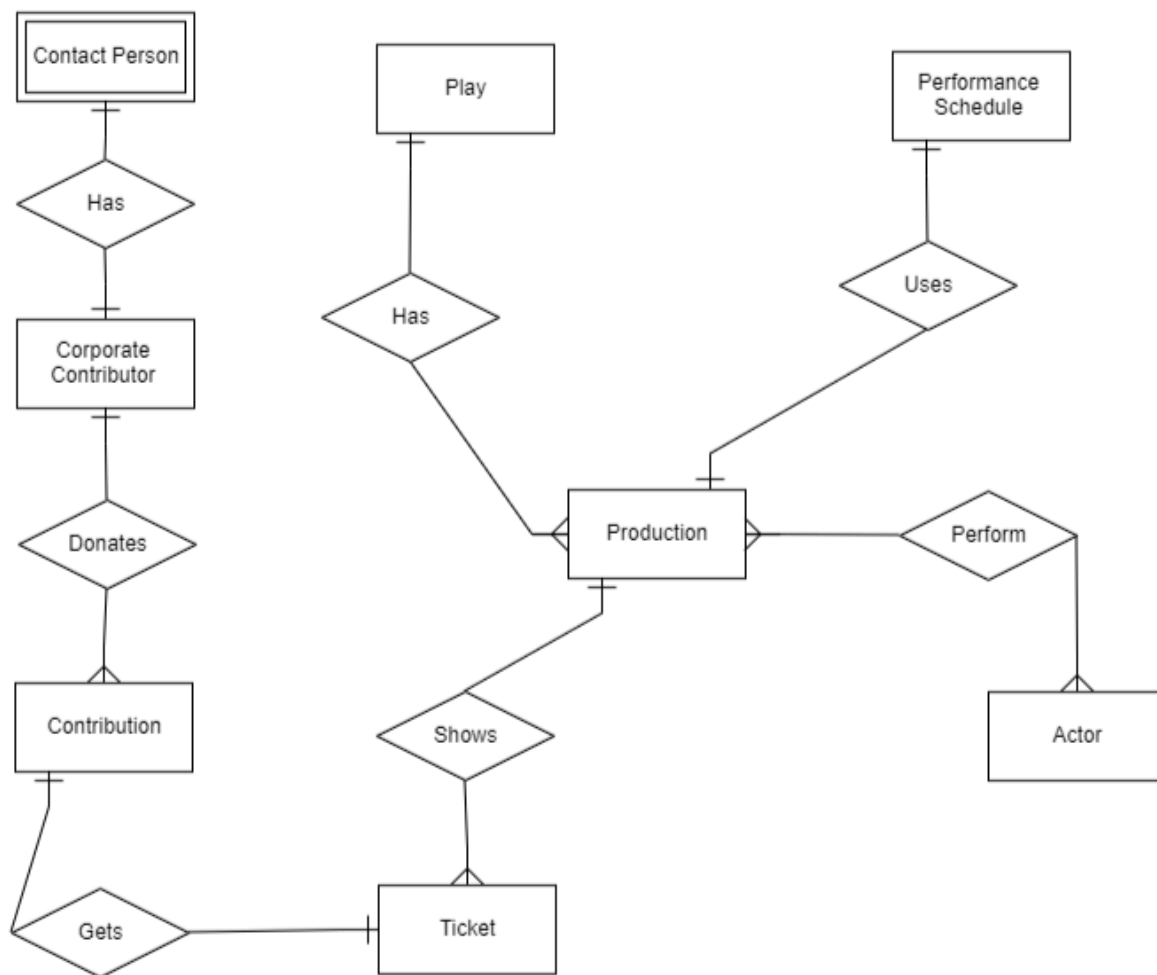 Contact Person
Play
Performance
Schedule
Has
Uses
Has
Corporate
Contributor
Production
Perform
Donates
Contribution
Shows
Actor
Ticket
Gets